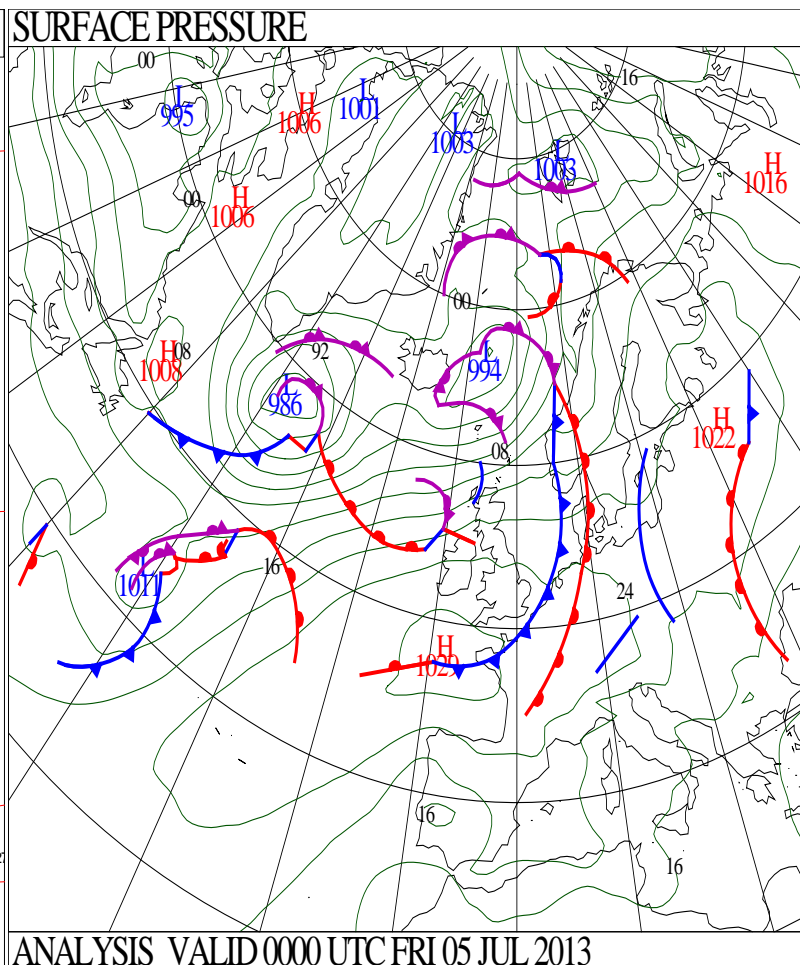 SURFACE PRESSURE
00
16
L
995
H
1006
L
1001
L
1003
L
1003
H
1016
00
H
1006
00
H
1008
08
92
L
994
L
986
H
1022
08
16
L
1011
24
H
1029
16
16
ANALYSIS VALID 0000 UTC FRI 05 JUL 2013